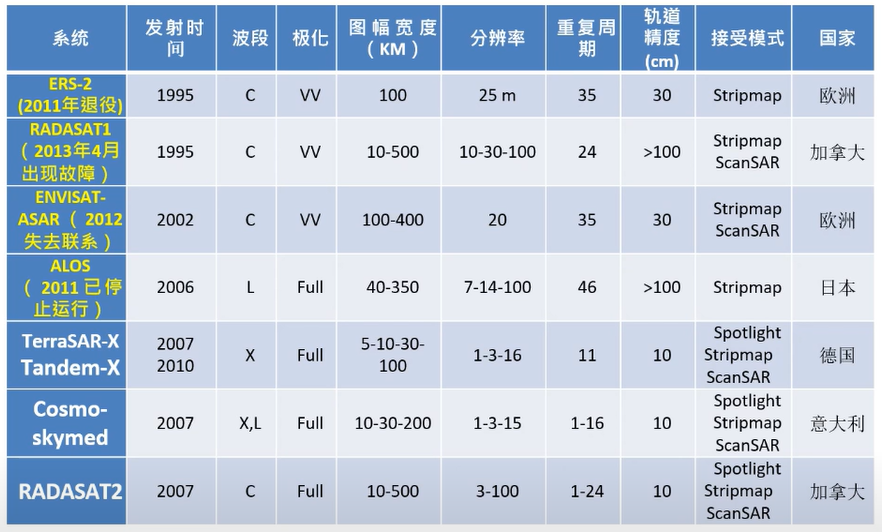 系统 发射时间 波段 极化 图幅宽度（KM） 分辨率 重复周期 轨道精度(cm) 接受模式 国家
ERS-2 (2011年退役) 1995 C VV 100 25 m 35 30 Stripmap 欧洲
RADASAT1（2013年4月出现故障） 1995 C VV 10-500 10-30-100 24 >100 Stripmap ScanSAR 加拿大
ENVISAT-ASAR（2012失去联系） 2002 C VV 100-400 20 35 30 Stripmap ScanSAR 欧洲
ALOS（2011已停止运行） 2006 L Full 40-350 7-14-100 46 >100 Stripmap 日本
TerraSAR-X Tandem-X 2007 2010 X Full 5-10-30-100 1-3-16 11 10 Spotlight Stripmap ScanSAR 德国
Cosmo-skymed 2007 X,L Full 10-30-200 1-3-15 1-16 10 Spotlight Stripmap ScanSAR 意大利
RADASAT2 2007 C Full 10-500 3-100 1-24 10 Spotlight Stripmap ScanSAR 加拿大